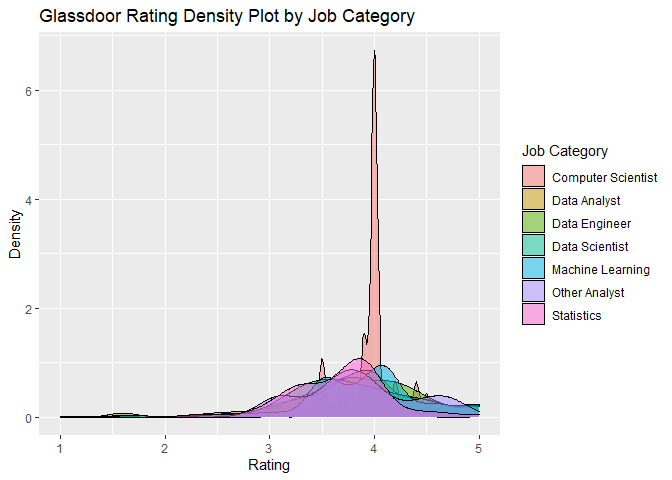 Glassdoor Rating Density Plot by Job Category
6
4
2
0
Density
1
2
3
4
5
Rating
Job Category
Computer Scientist
Data Analyst
Data Engineer
Data Scientist
Machine Learning
Other Analyst
Statistics